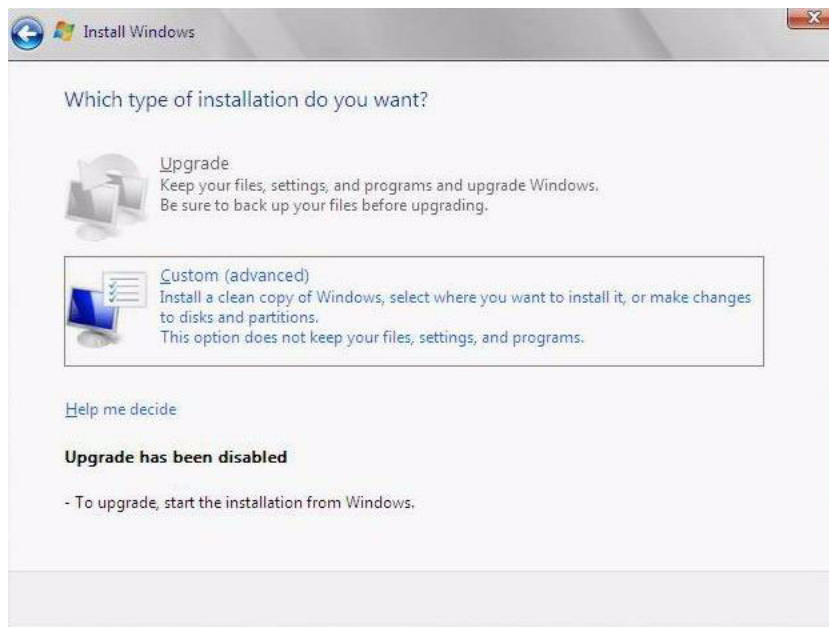 Install Windows
Which type of installation do you want?
Upgrade
Keep your files, settings, and programs and upgrade Windows.
Be sure to back up your files before upgrading.
Custom (advanced)
Install a clean copy of Windows, select where you want to install it, or make changes
to disks and partitions.
This option does not keep your files, settings, and programs.
Help me decide
Upgrade has been disabled
- To upgrade, start the installation from Windows.